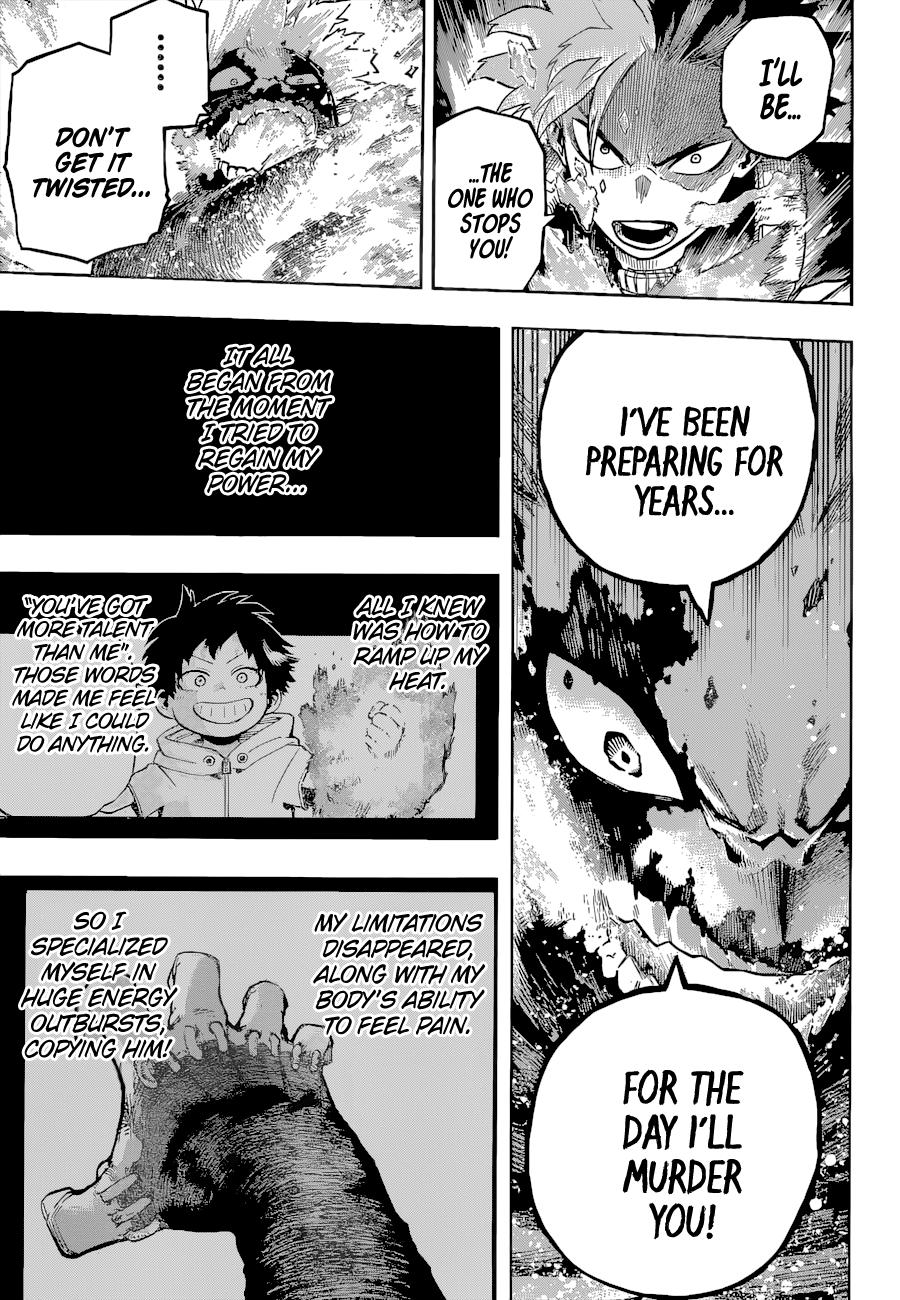 I'LL
BE...
...THE
ONE WHO
STOPS
YOU!
......
DON'T
GET IT
TWISTED...
I'VE BEEN
PREPARING FOR
YEARS...
FOR THE
DAY I'LL
MURDER
YOU!
IT ALL
BEGAN FROM
THE MOMENT
I TRIED TO
REGAIN MY
POWER...
ALL I KNEW
WAS HOW TO
RAMP UP MY
HEAT.
"YOU'VE GOT
MORE TALENT
THAN ME".
THOSE WORDS
MADE ME FEEL
LIKE I COULD
DO ANYTHING.
MY LIMITATIONS
DISAPPEARED,
ALONG WITH MY
BODY'S ABILITY
TO FEEL PAIN.
SO I
SPECIALIZED
MYSELF IN
HUGE ENERGY
OUTBURSTS,
COPYING HIM!